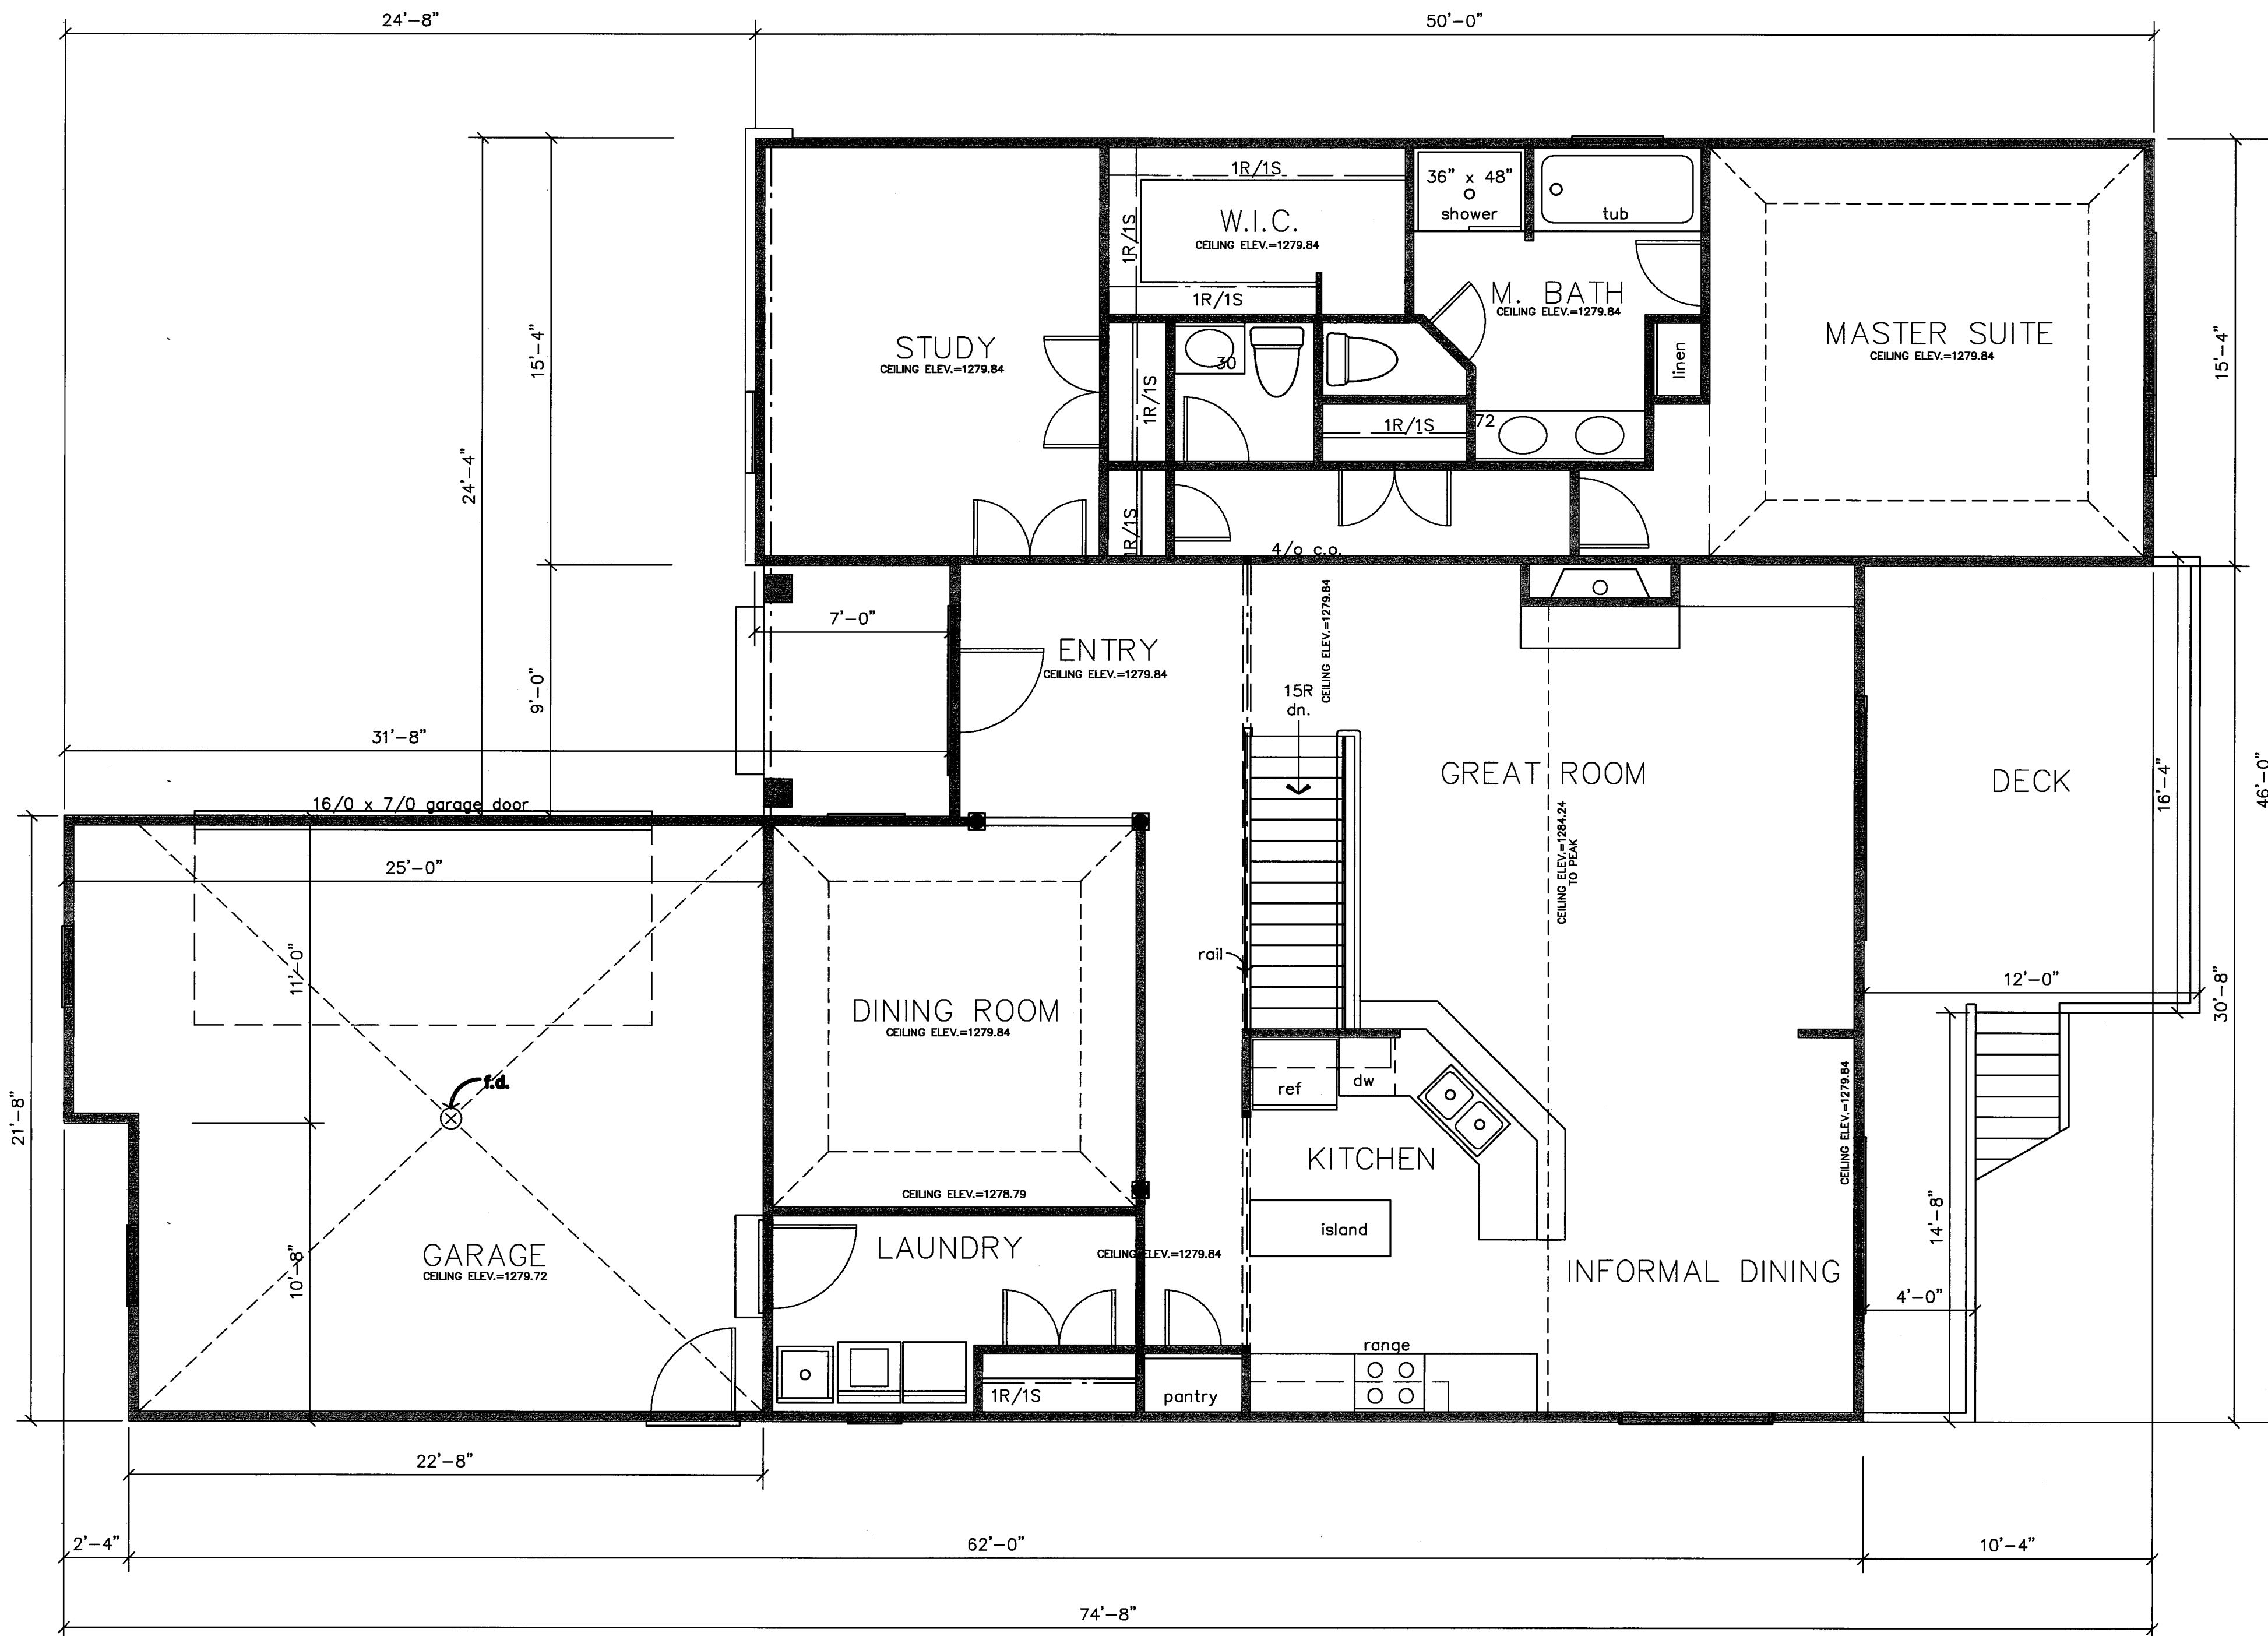 24'-8"
50'-0"
36" x 48"
shower
tub
1R/1S
W.I.C.
CEILING ELEV.=1279.84
1R/1S
1R/1S
M. BATH
CEILING ELEV.=1279.84
STUDY
CEILING ELEV.=1279.84
MASTER SUITE
CEILING ELEV.=1279.84
30
linen
15'-4"
15'-4"
1R/1S
1R/1S
72
24'-4"
1R/1S
4/o c.o.
7'-0"
ENTRY
CEILING ELEV.=1279.84
CEILING ELEV.=1279.84
9'-0"
15R
dn.
31'-8"
GREAT ROOM
DECK
16'-4"
46'-0"
16/0 x 7/0 garage door
CEILING ELEV.=1284.24
TO PEAK
25'-0"
11'-0"
rail
12'-0"
30'-8"
DINING ROOM
CEILING ELEV.=1279.84
f.d.
ref
dw
21'-8"
KITCHEN
CEILING ELEV.=1279.84
CEILING ELEV.=1278.79
14'-8"
island
GARAGE
CEILING ELEV.=1279.72
10'-8"
LAUNDRY
CEILING ELEV.=1279.84
INFORMAL DINING
4'-0"
range
1R/1S
pantry
22'-8"
2'-4"
62'-0"
10'-4"
74'-8"